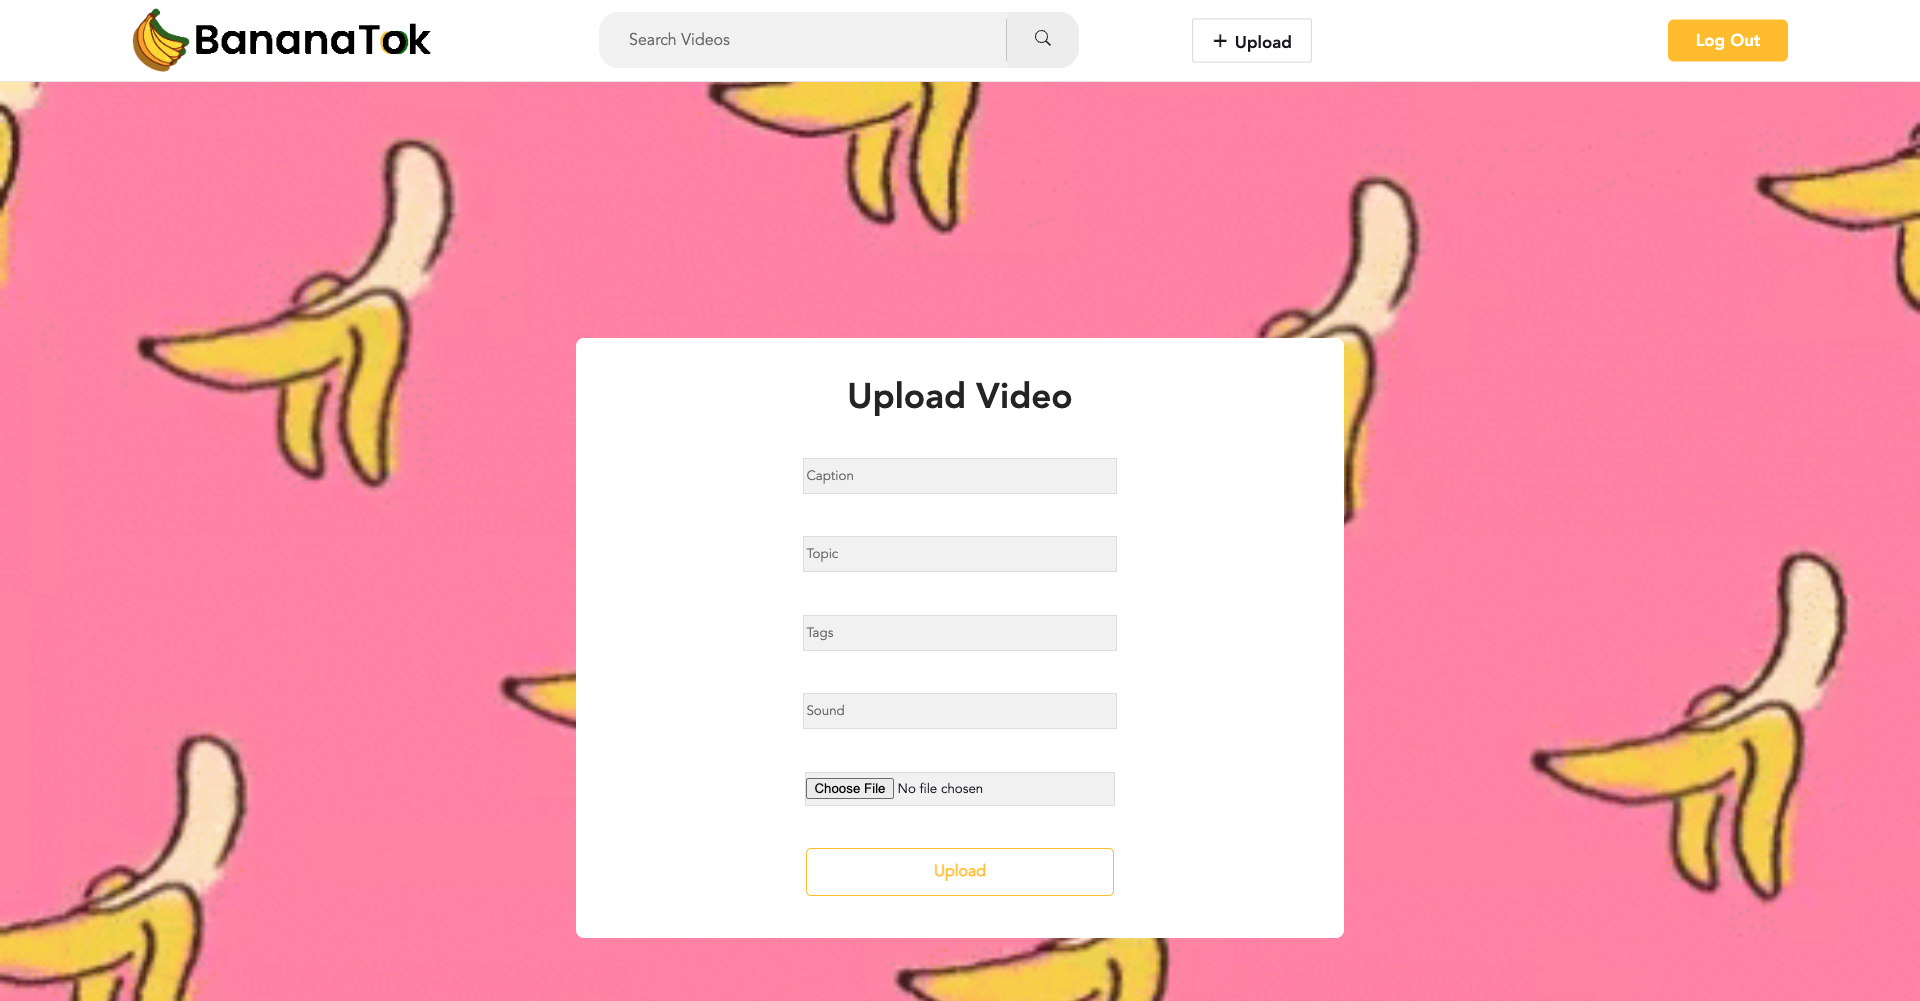 BananaTok
Search Videos
+ Upload
Log Out
Upload Video
Caption
Topic
Tags
Sound
Choose File No file chosen
Upload